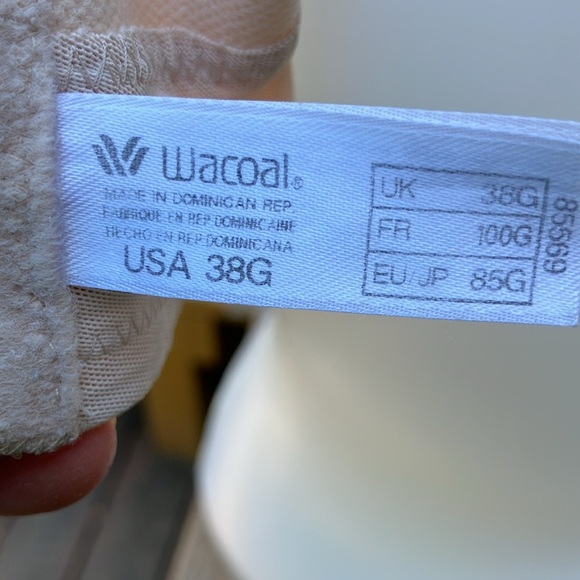 Wacoal®
MADE IN DOMINICAN REP.
FABRIQUE EN REP DOMINICAINE
HECHO EN REP DOMINICANA
USA 38G
UK 38G
FR 100G
EU JP 85G
85569